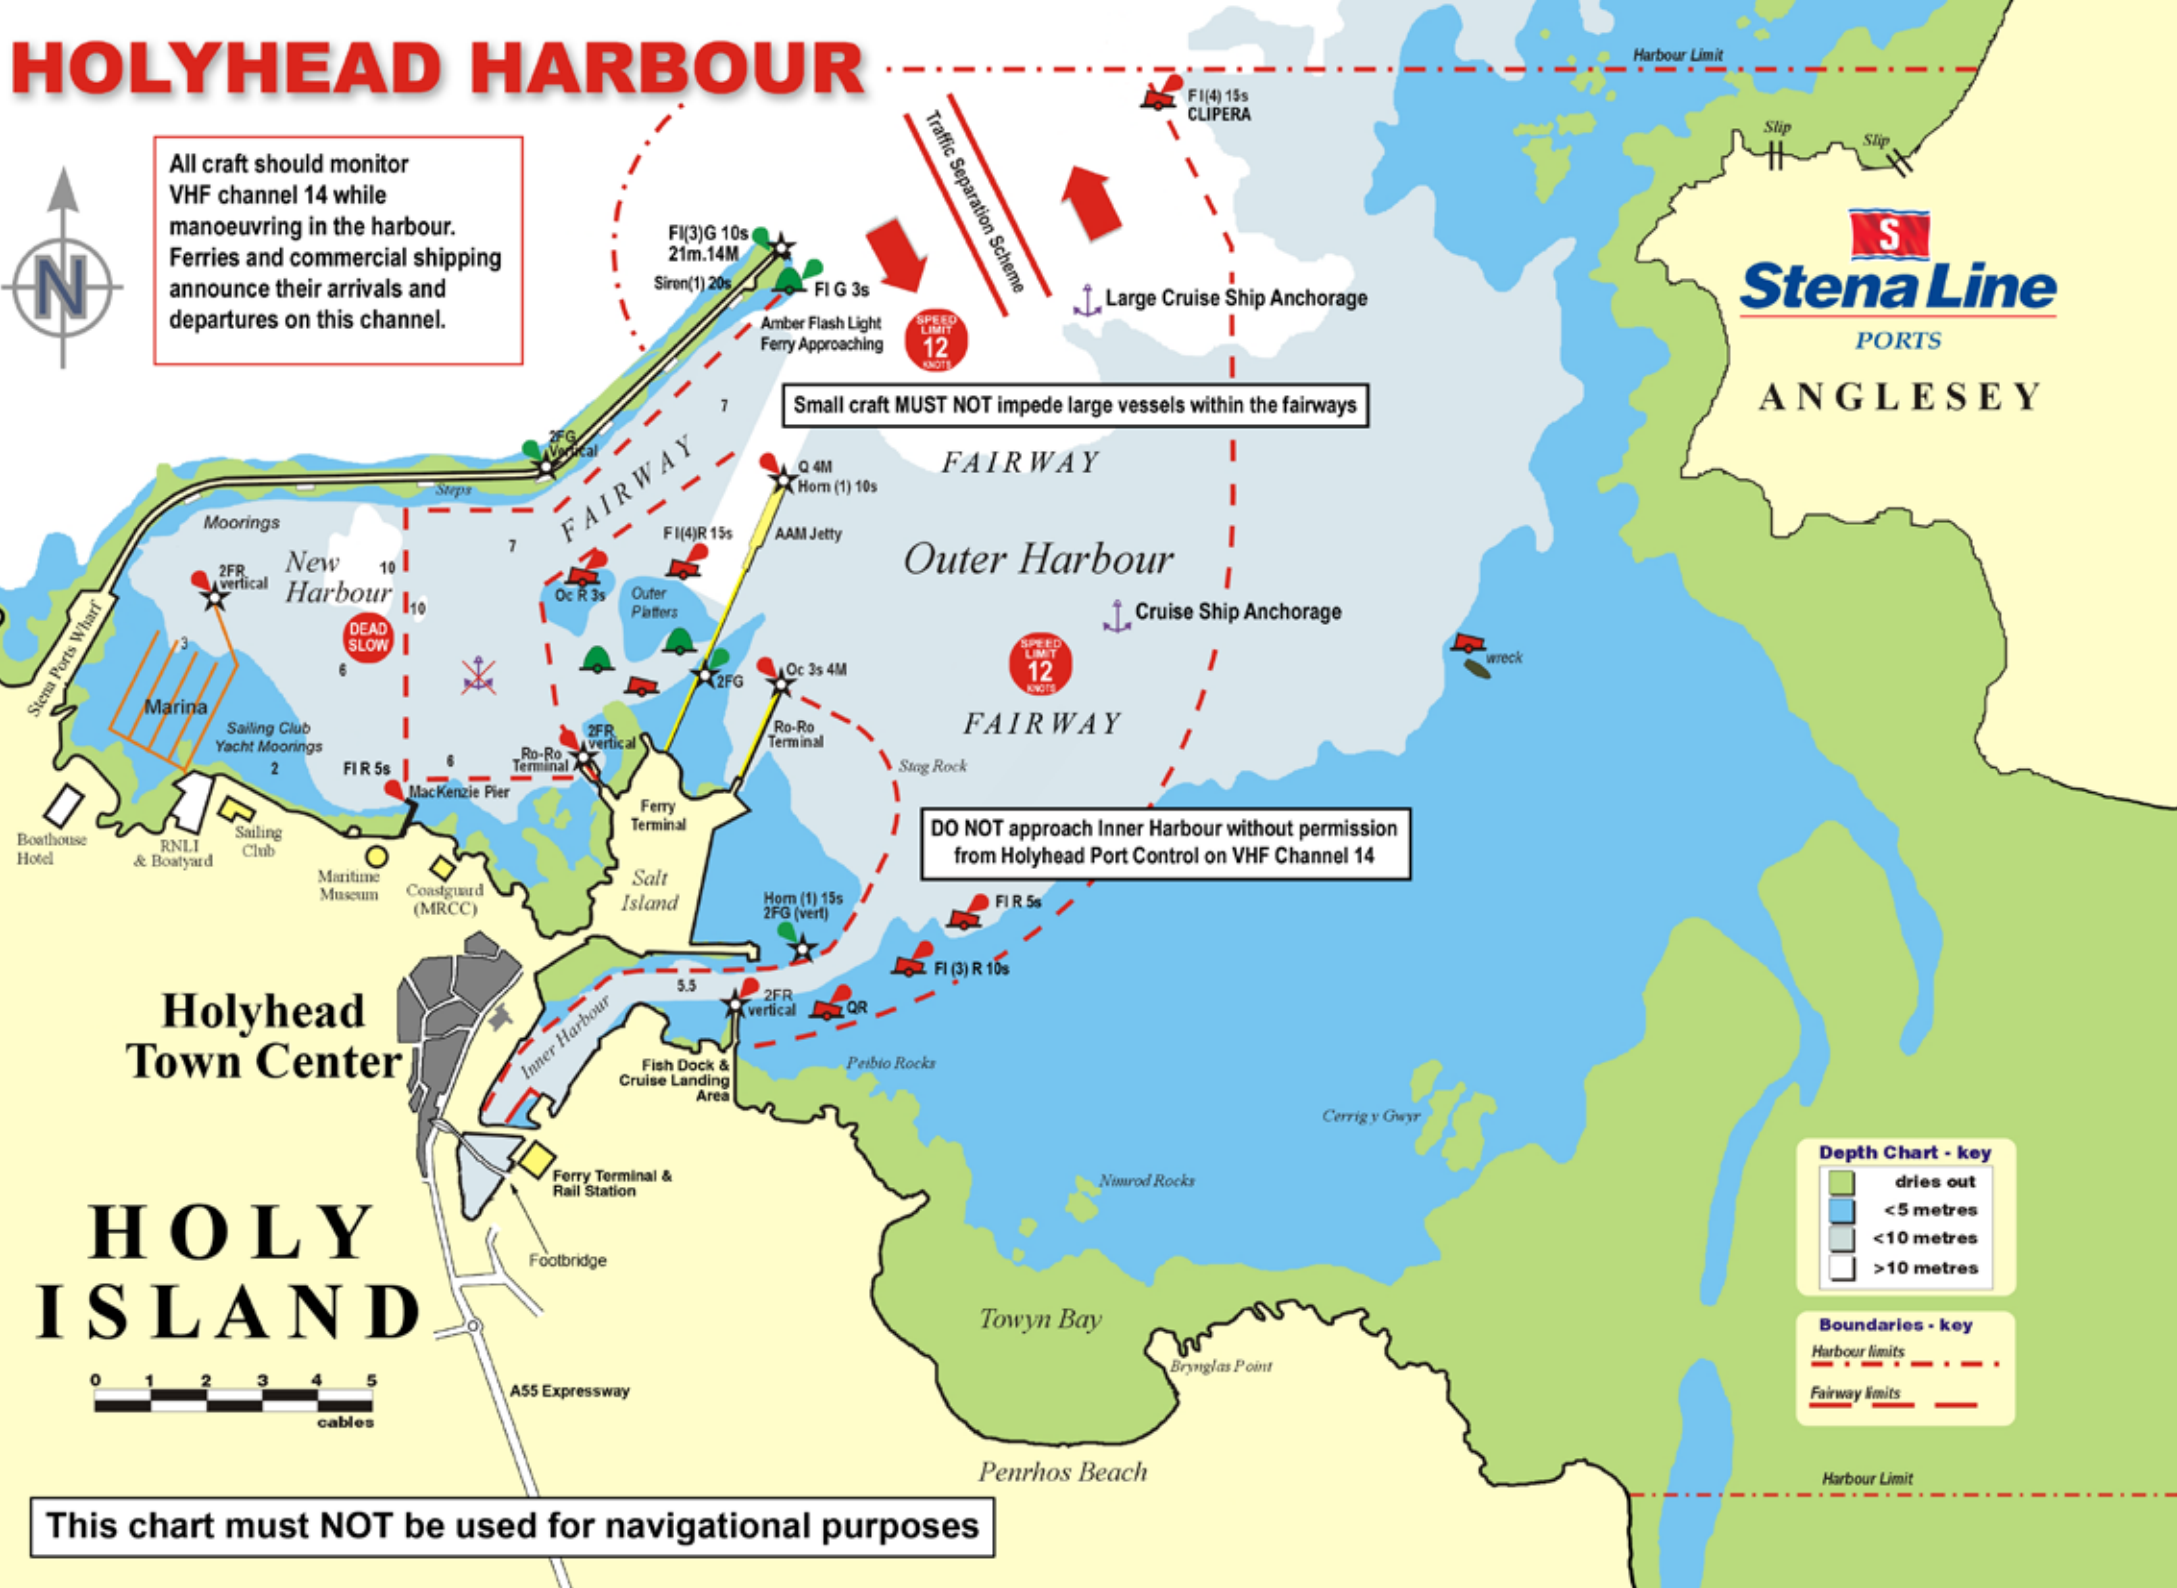 HOLYHEAD HARBOUR
Harbour Limit
All craft should monitor
VHF channel 14 while
manoeuvring in the harbour.
Ferries and commercial shipping
announce their arrivals and
departures on this channel.
N
Fl(4) 15s
CLIPERA
Traffic Separation Scheme
Slip
Slip
S
Stena Line
PORTS
ANGLESEY
Fl(3)G 10s
21m.14M
Siren(1) 20s
Fl G 3s
Amber Flash Light
Ferry Approaching
SPEED
LIMIT
12
KNOTS
Large Cruise Ship Anchorage
Small craft MUST NOT impede large vessels within the fairways
7
2FG
Vertical
Steps
FAIRWAY
FAIRWAY
Q 4M
Horn (1) 10s
AAM Jetty
Moorings
New
Harbour
10
10
7
2FR
vertical
Fl(4)R 15s
Oc R 3s
Outer
Platters
Outer Harbour
Cruise Ship Anchorage
DEAD
SLOW
6
3
Stena Ports Wharf
Marina
Sailing Club
Yacht Moorings
2
2FG
Oc 3s 4M
SPEED
LIMIT
12
KNOTS
wreck
FAIRWAY
2FR
vertical
Ro-Ro
Terminal
Ro-Ro
Terminal
Stag Rock
Fl R 5s
6
MacKenzie Pier
Ferry
Terminal
DO NOT approach Inner Harbour without permission
from Holyhead Port Control on VHF Channel 14
Boathouse
Hotel
RNLI
& Boatyard
Sailing
Club
Maritime
Museum
Coastguard
(MRCC)
Salt
Island
Horn (1) 15s
2FG (vert)
Fl R 5s
Fl (3) R 10s
5.5
2FR
vertical
QR
Inner Harbour
Holyhead
Town Center
Fish Dock &
Cruise Landing
Area
Peibio Rocks
Cerrig y Gwyr
Nimrod Rocks
Ferry Terminal &
Rail Station
Footbridge
HOLY
ISLAND
0 1 2 3 4 5
cables
A55 Expressway
Towyn Bay
Brynglas Point
Penrhos Beach
Depth Chart - key
dries out
<5 metres
<10 metres
>10 metres
Boundaries - key
Harbour limits
Fairway limits
Harbour Limit
This chart must NOT be used for navigational purposes